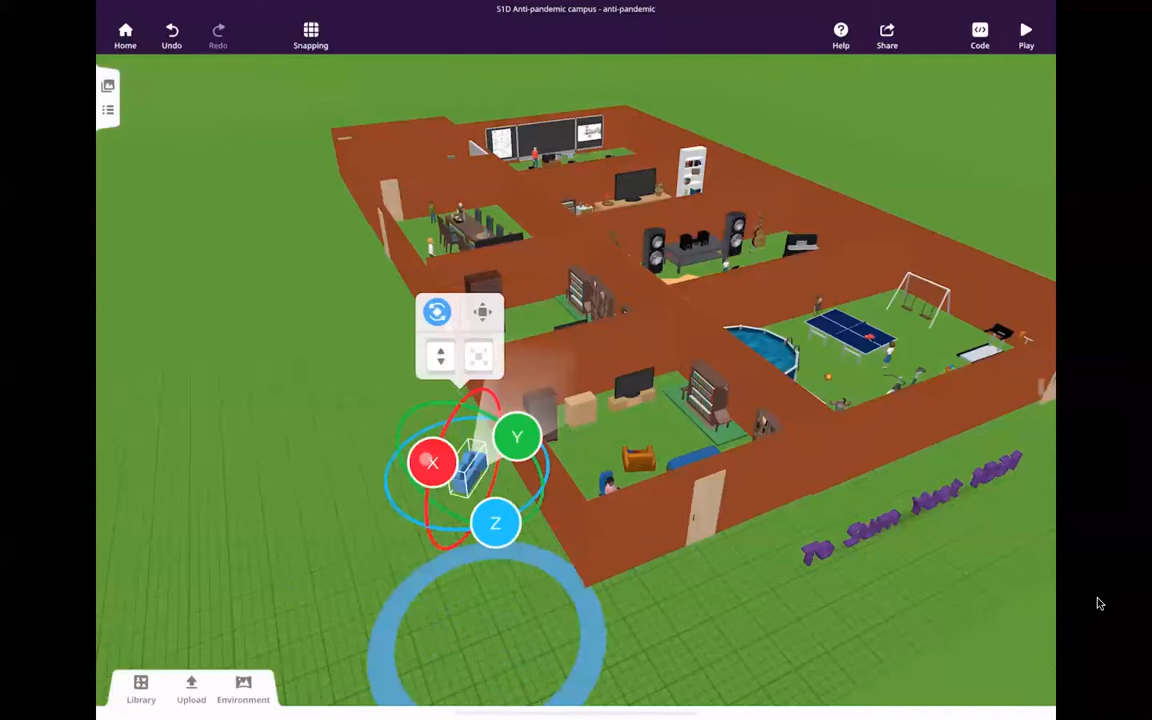 S1D Anti-pandemic campus - anti-pandemic
Home Undo Redo Snapping Help Share Code Play
Y
X
Z
Library Upload Environment